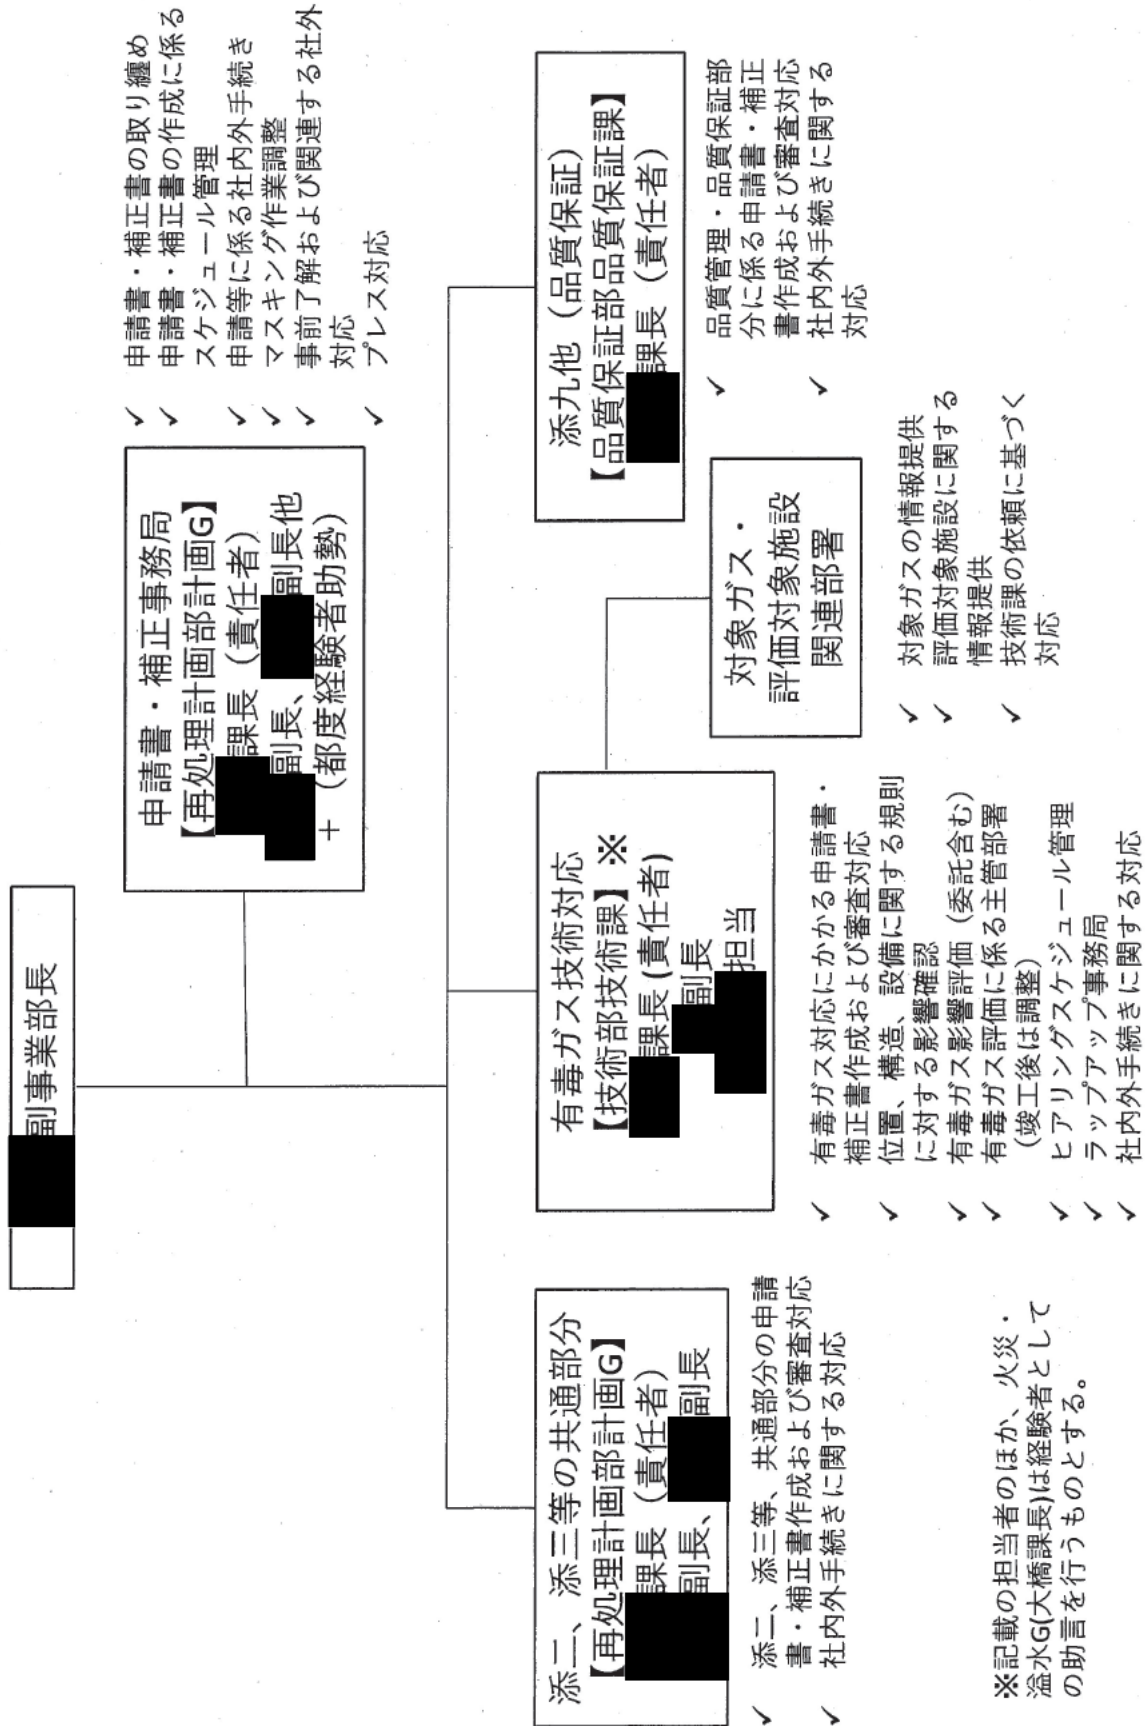 副事業部長
申請書・補正事務局
【再処理計画部計画G】
課長（責任者）
副長、副長他
＋（都度経験者助勢）
✓ 申請書・補正書の取り纏め
✓ 申請書・補正書の作成に係る
スケジュール管理
✓ 申請等に係る社内外手続き
✓ マスキング作業調整
✓ 事前了解および関連する社外
対応
✓ プレス対応
添二、添三等の共通部分
【再処理計画部計画G】
課長（責任者）
副長、副長
✓ 添二、添三等、共通部分の申請
書・補正書作成および審査対応
✓ 社内外手続きに関する対応
有毒ガス技術対応
【技術部技術課】※
課長(責任者)
副長
担当
✓ 有毒ガス対応にかかる申請書・
補正書作成および審査対応
✓ 位置、構造、設備に関する規則
に対する影響確認
✓ 有毒ガス影響評価（委託含む）
✓ 有毒ガス評価に係る主管部署
（竣工後は調整）
✓ ヒアリングスケジュール管理
✓ ラップアップ事務局
✓ 社内外手続きに関する対応
対象ガス・
評価対象施設
関連部署
✓ 対象ガスの情報提供
✓ 評価対象施設に関する
情報提供
✓ 技術課の依頼に基づく
対応
添九他（品質保証）
【品質保証部品質保証課】
課長（責任者）
✓ 品質管理・品質保証部
分に係る申請書・補正
書作成および審査対応
✓ 社内外手続きに関する
対応
※記載の担当者のほか、火災・
溢水G(大橋課長)は経験者として
の助言を行うものとする。